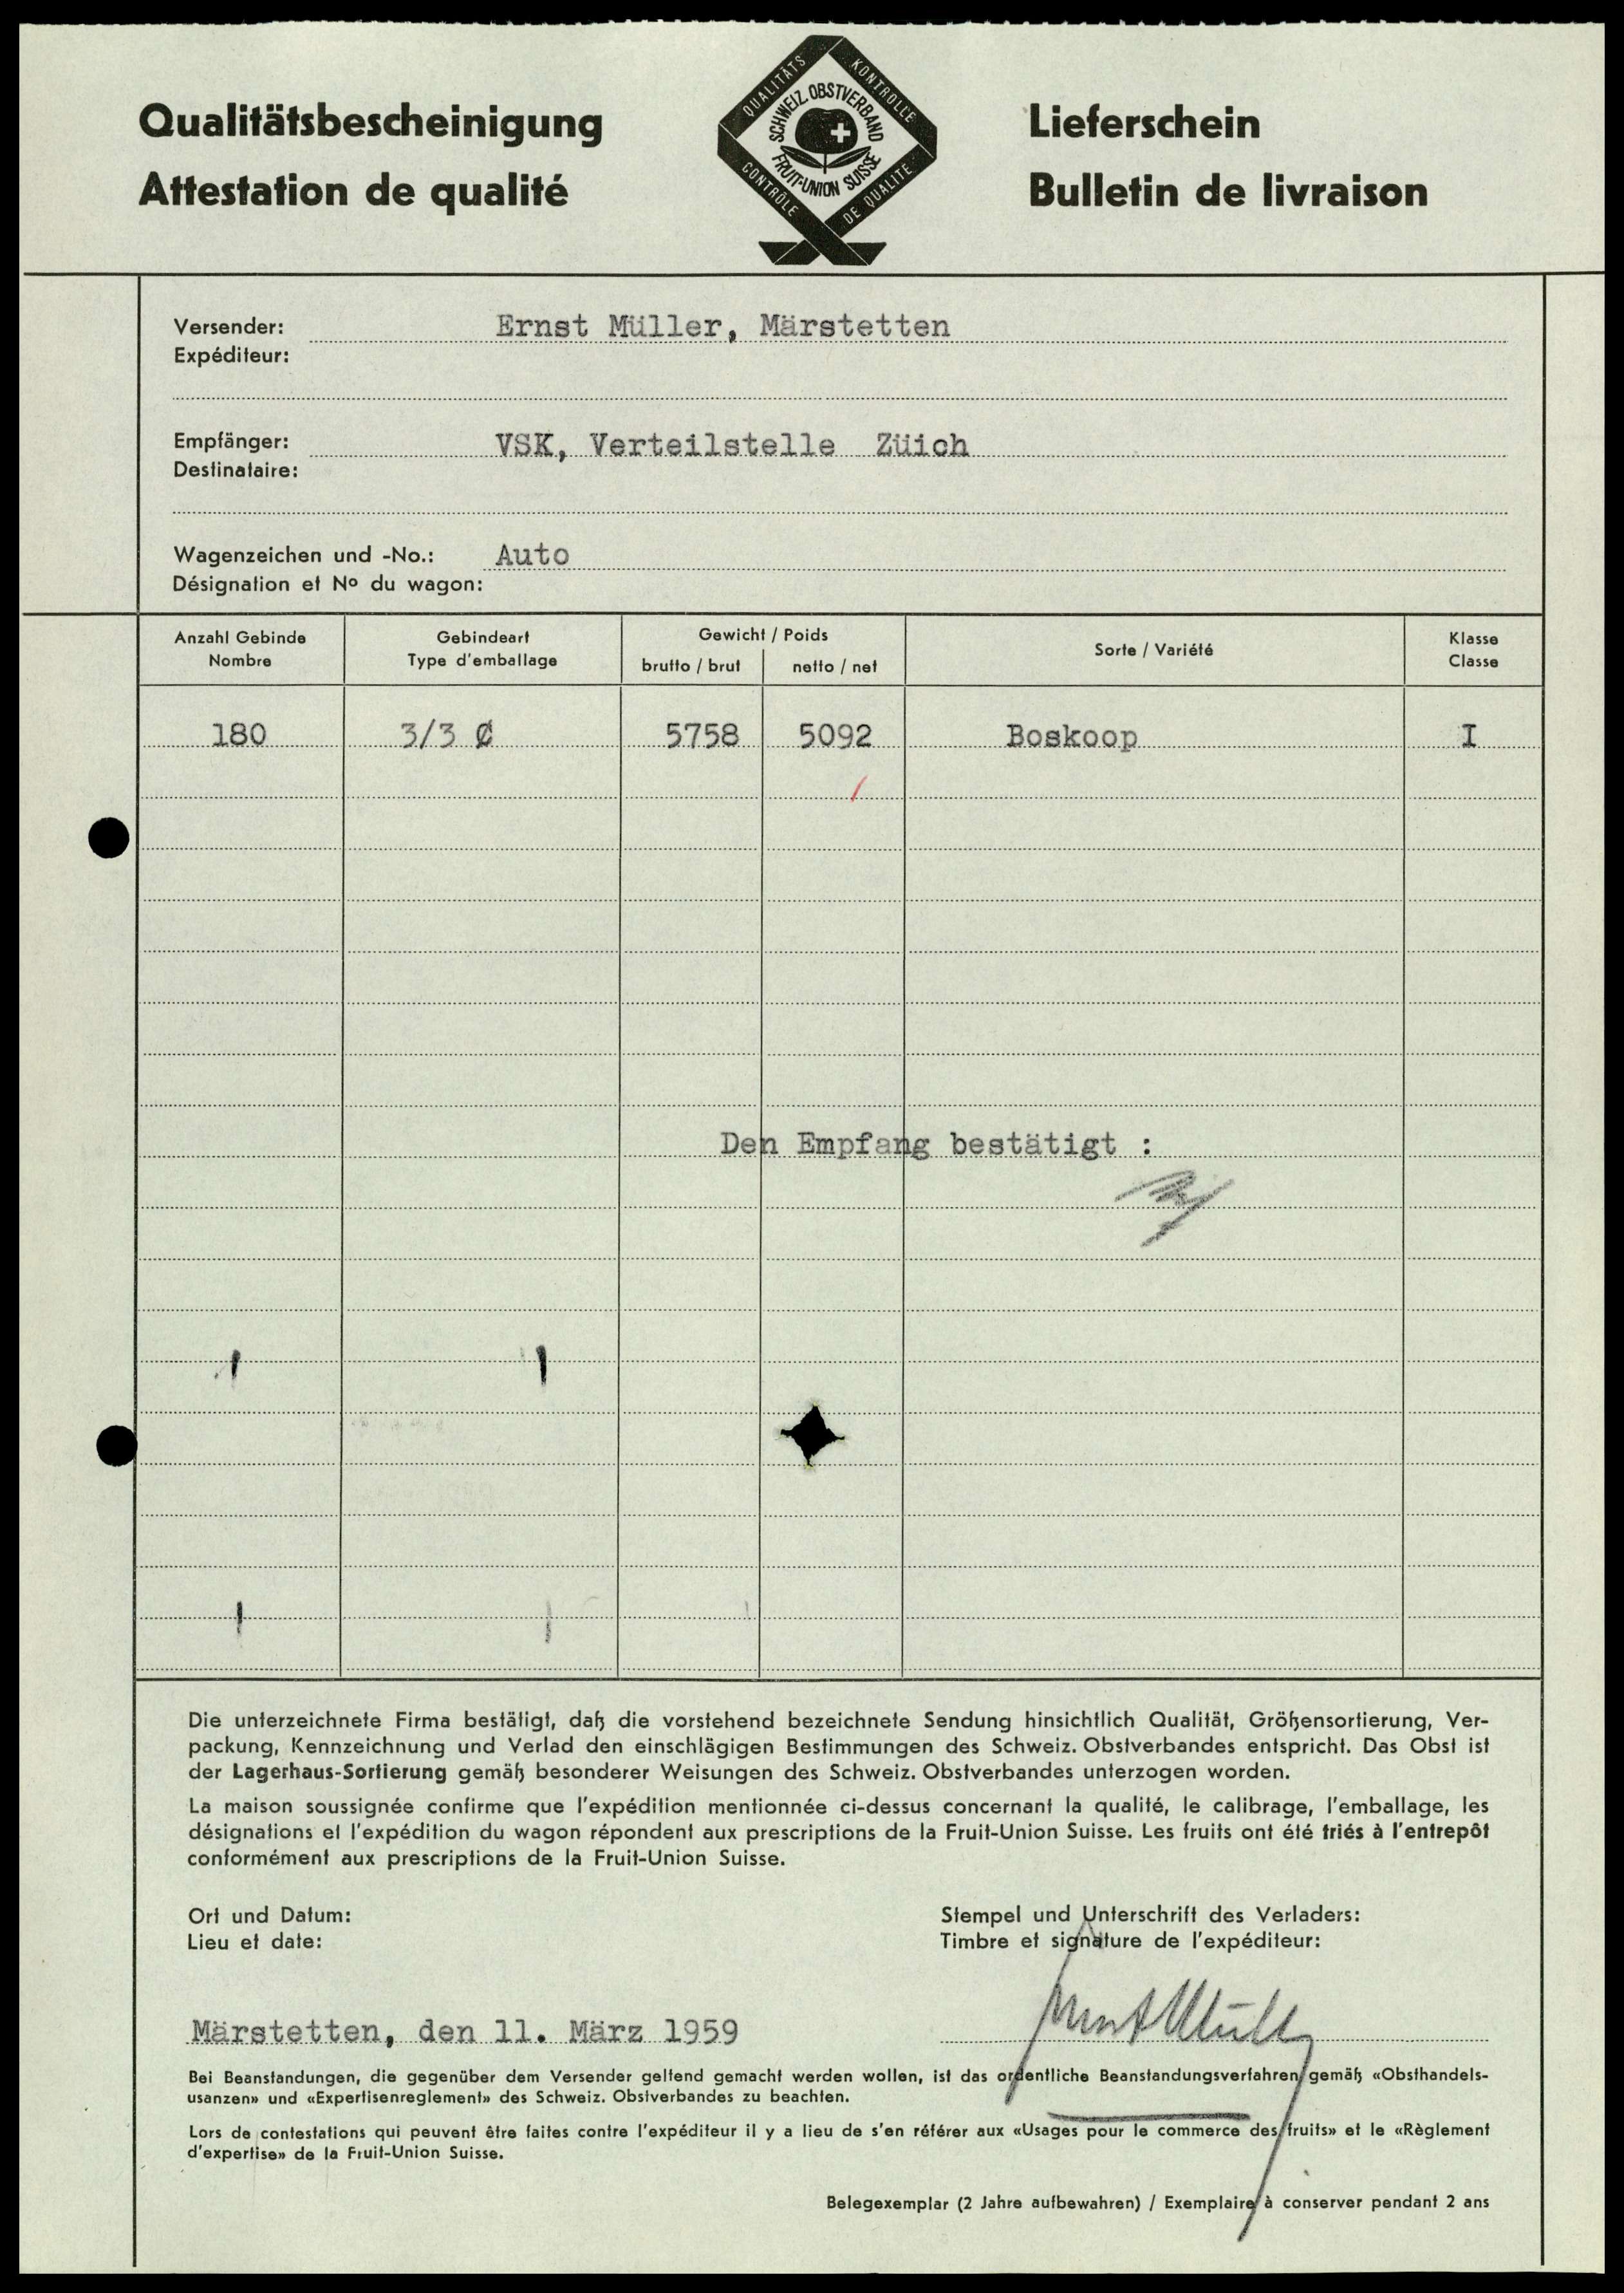 Qualitätsbescheinigung
Attestation de qualité
QUALITÄTS KONTROLLE
SCHWEIZ. OBSTVERBAND
FRUIT-UNION SUISSE
CONTRÔLE DE QUALITÉ
Lieferschein
Bulletin de livraison
Versender: Ernst Müller, Märstetten
Expéditeur:
Empfänger: VSK, Verteilstelle Züich
Destinataire:
Wagenzeichen und -No.: Auto
Désignation et Nº du wagon:
Anzahl Gebinde Gebindeart Gewicht / Poids Sorte / Variété Klasse
Nombre Type d'emballage brutto / brut netto / net Classe
180 3/3 ₵ 5758 5092 Boskoop I
Den Empfang bestätigt :
Die unterzeichnete Firma bestätigt, daß die vorstehend bezeichnete Sendung hinsichtlich Qualität, Größensortierung, Ver-
packung, Kennzeichnung und Verlad den einschlägigen Bestimmungen des Schweiz. Obstverbandes entspricht. Das Obst ist
der Lagerhaus-Sortierung gemäß besonderer Weisungen des Schweiz. Obstverbandes unterzogen worden.
La maison soussignée confirme que l'expédition mentionnée ci-dessus concernant la qualité, le calibrage, l'emballage, les
désignations et l'expédition du wagon répondent aux prescriptions de la Fruit-Union Suisse. Les fruits ont été triés à l'entrepôt
conformément aux prescriptions de la Fruit-Union Suisse.
Ort und Datum: Stempel und Unterschrift des Verladers:
Lieu et date: Timbre et signature de l'expéditeur:
Märstetten, den 11. März 1959
Bei Beanstandungen, die gegenüber dem Versender geltend gemacht werden wollen, ist das ordentliche Beanstandungsverfahren gemäß «Obsthandels-
usanzen» und «Expertisenreglement» des Schweiz. Obstverbandes zu beachten.
Lors de contestations qui peuvent être faites contre l'expéditeur il y a lieu de s'en référer aux «Usages pour le commerce des fruits» et le «Règlement
d'expertise» de la Fruit-Union Suisse.
Belegexemplar (2 Jahre aufbewahren) / Exemplaire à conserver pendant 2 ans